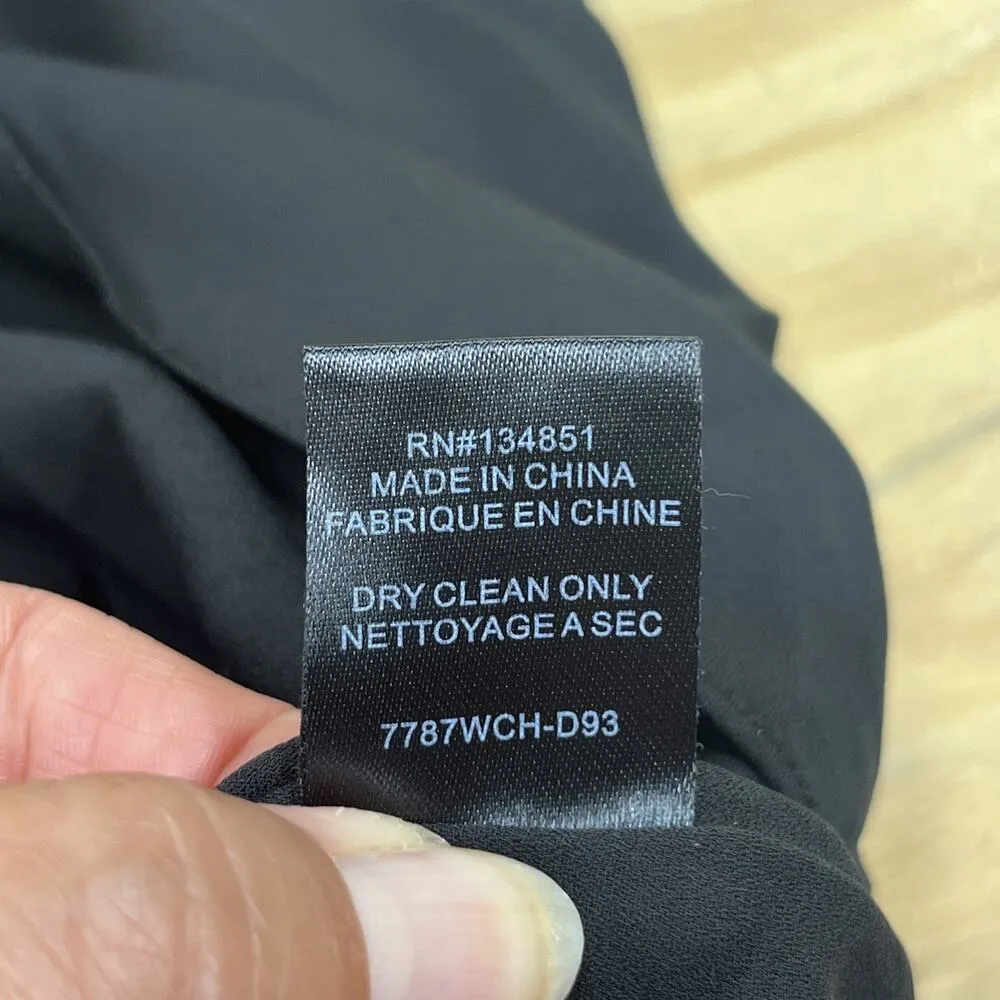 RN#134851
MADE IN CHINA
FABRIQUE EN CHINE
DRY CLEAN ONLY
NETTOYAGE A SEC
7787WCH-D93